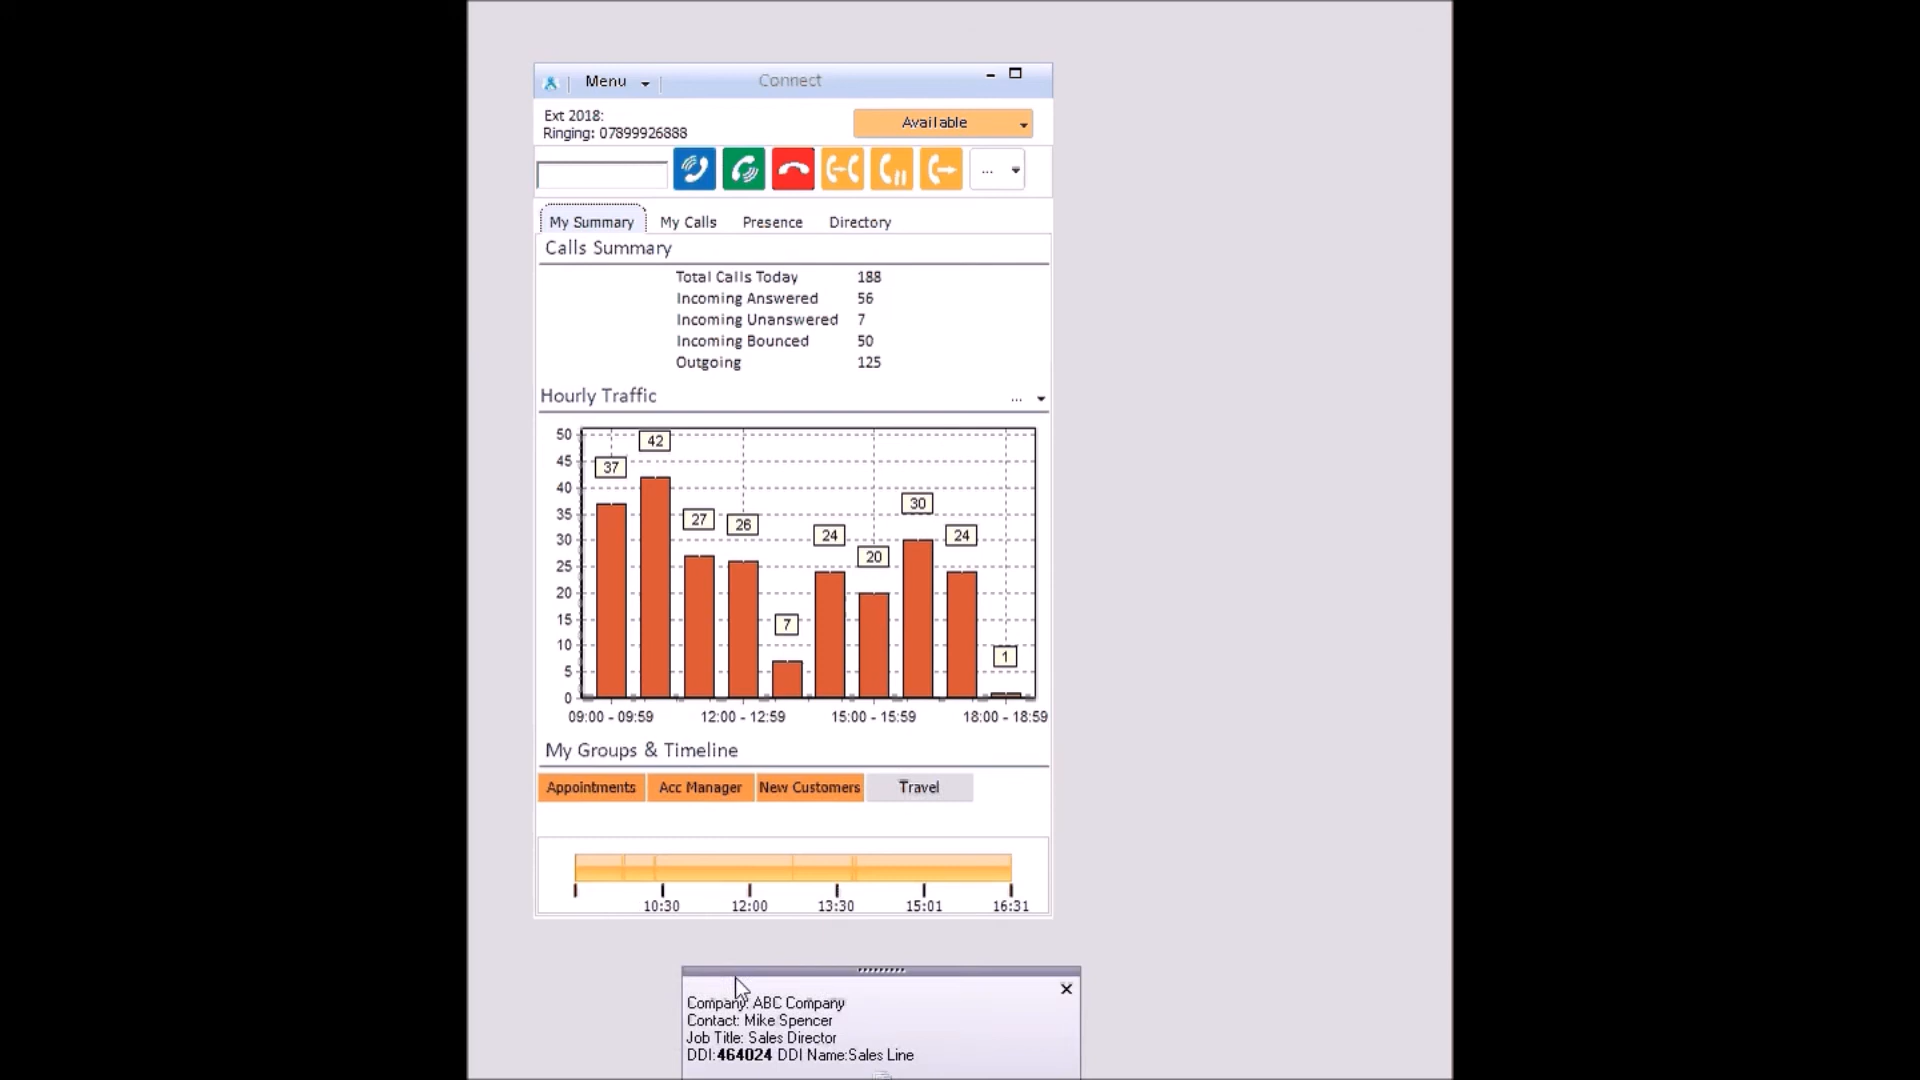 Menu
Connect
Ext 2018:
Ringing: 07899926888
Available
...
My Summary My Calls Presence Directory
Calls Summary
Total Calls Today 188
Incoming Answered 56
Incoming Unanswered 7
Incoming Bounced 50
Outgoing 125
Hourly Traffic ...
50
45
40
35
30
25
20
15
10
5
0
37 42 27 26 7 24 20 30 24 1
09:00 - 09:59 12:00 - 12:59 15:00 - 15:59 18:00 - 18:59
My Groups & Timeline
Appointments Acc Manager New Customers Travel
10:30 12:00 13:30 15:01 16:31
Company: ABC Company
Contact: Mike Spencer
Job Title: Sales Director
DDI:464024 DDI Name:Sales Line